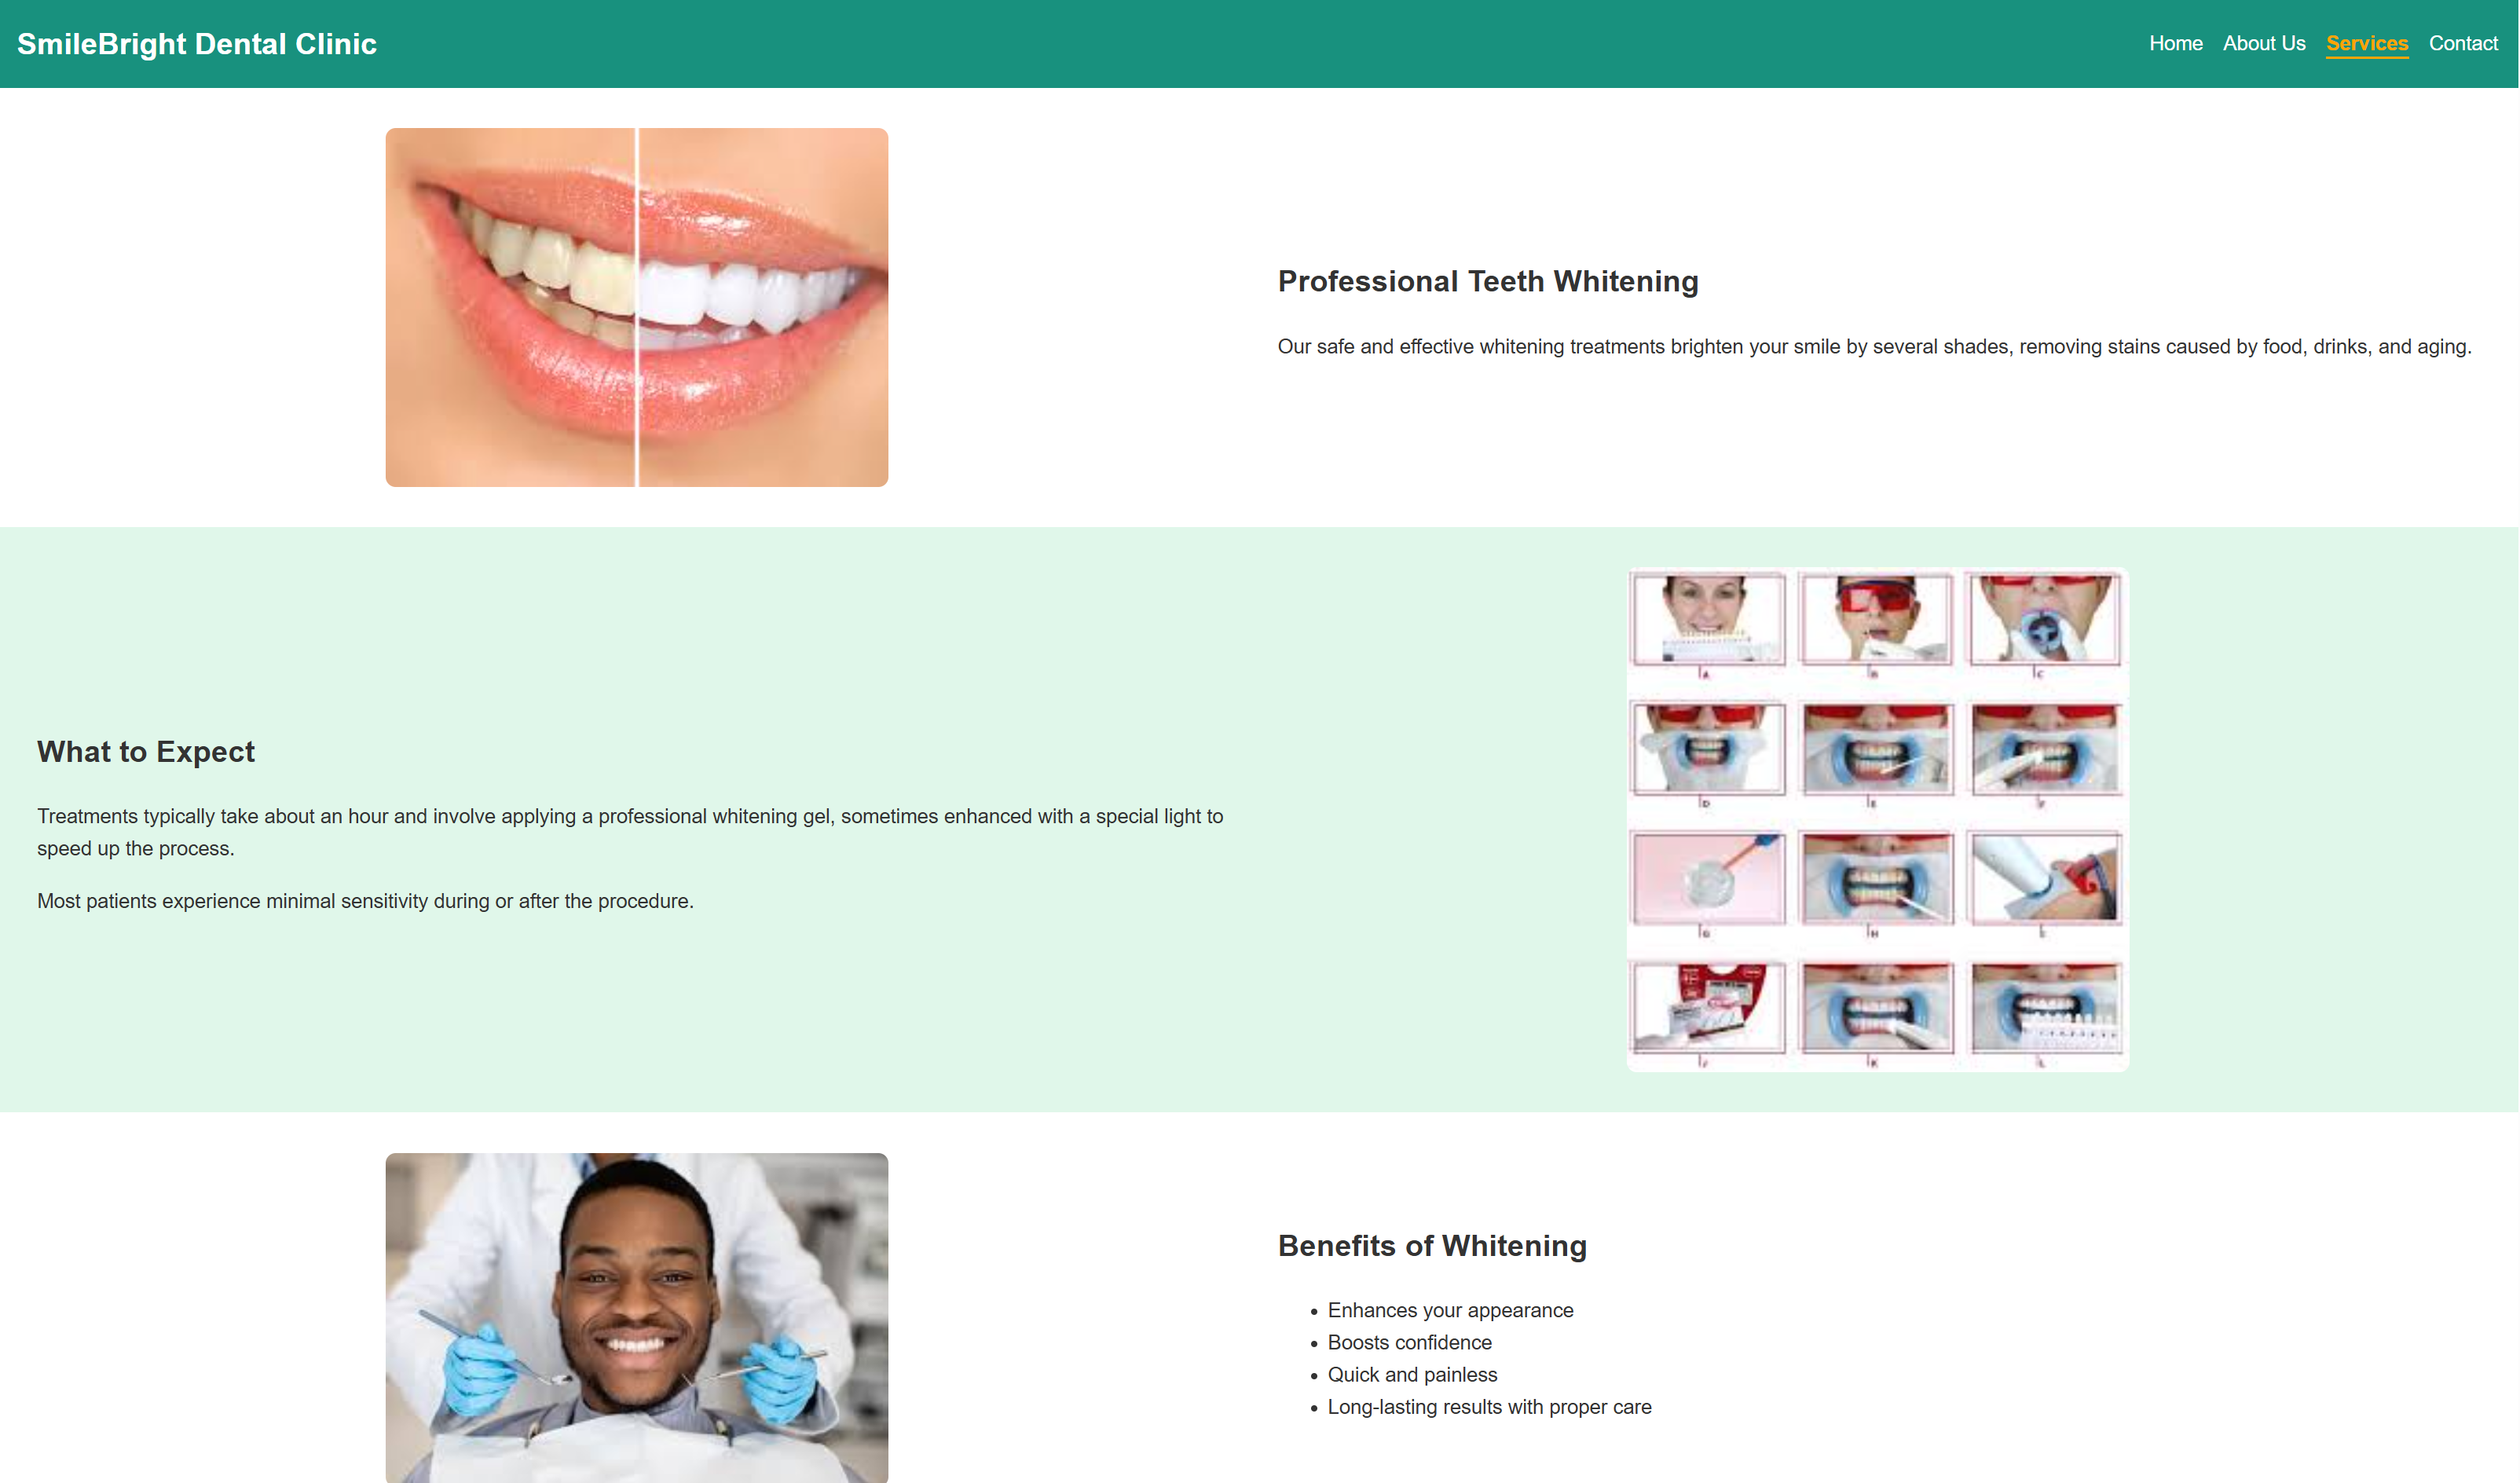 SmileBright Dental Clinic
Home About Us Services Contact
Professional Teeth Whitening
Our safe and effective whitening treatments brighten your smile by several shades, removing stains caused by food, drinks, and aging.
What to Expect
Treatments typically take about an hour and involve applying a professional whitening gel, sometimes enhanced with a special light to
speed up the process.
Most patients experience minimal sensitivity during or after the procedure.
A
C
D
E
F
G
H
J
K
L
Benefits of Whitening
• Enhances your appearance
• Boosts confidence
• Quick and painless
• Long-lasting results with proper care